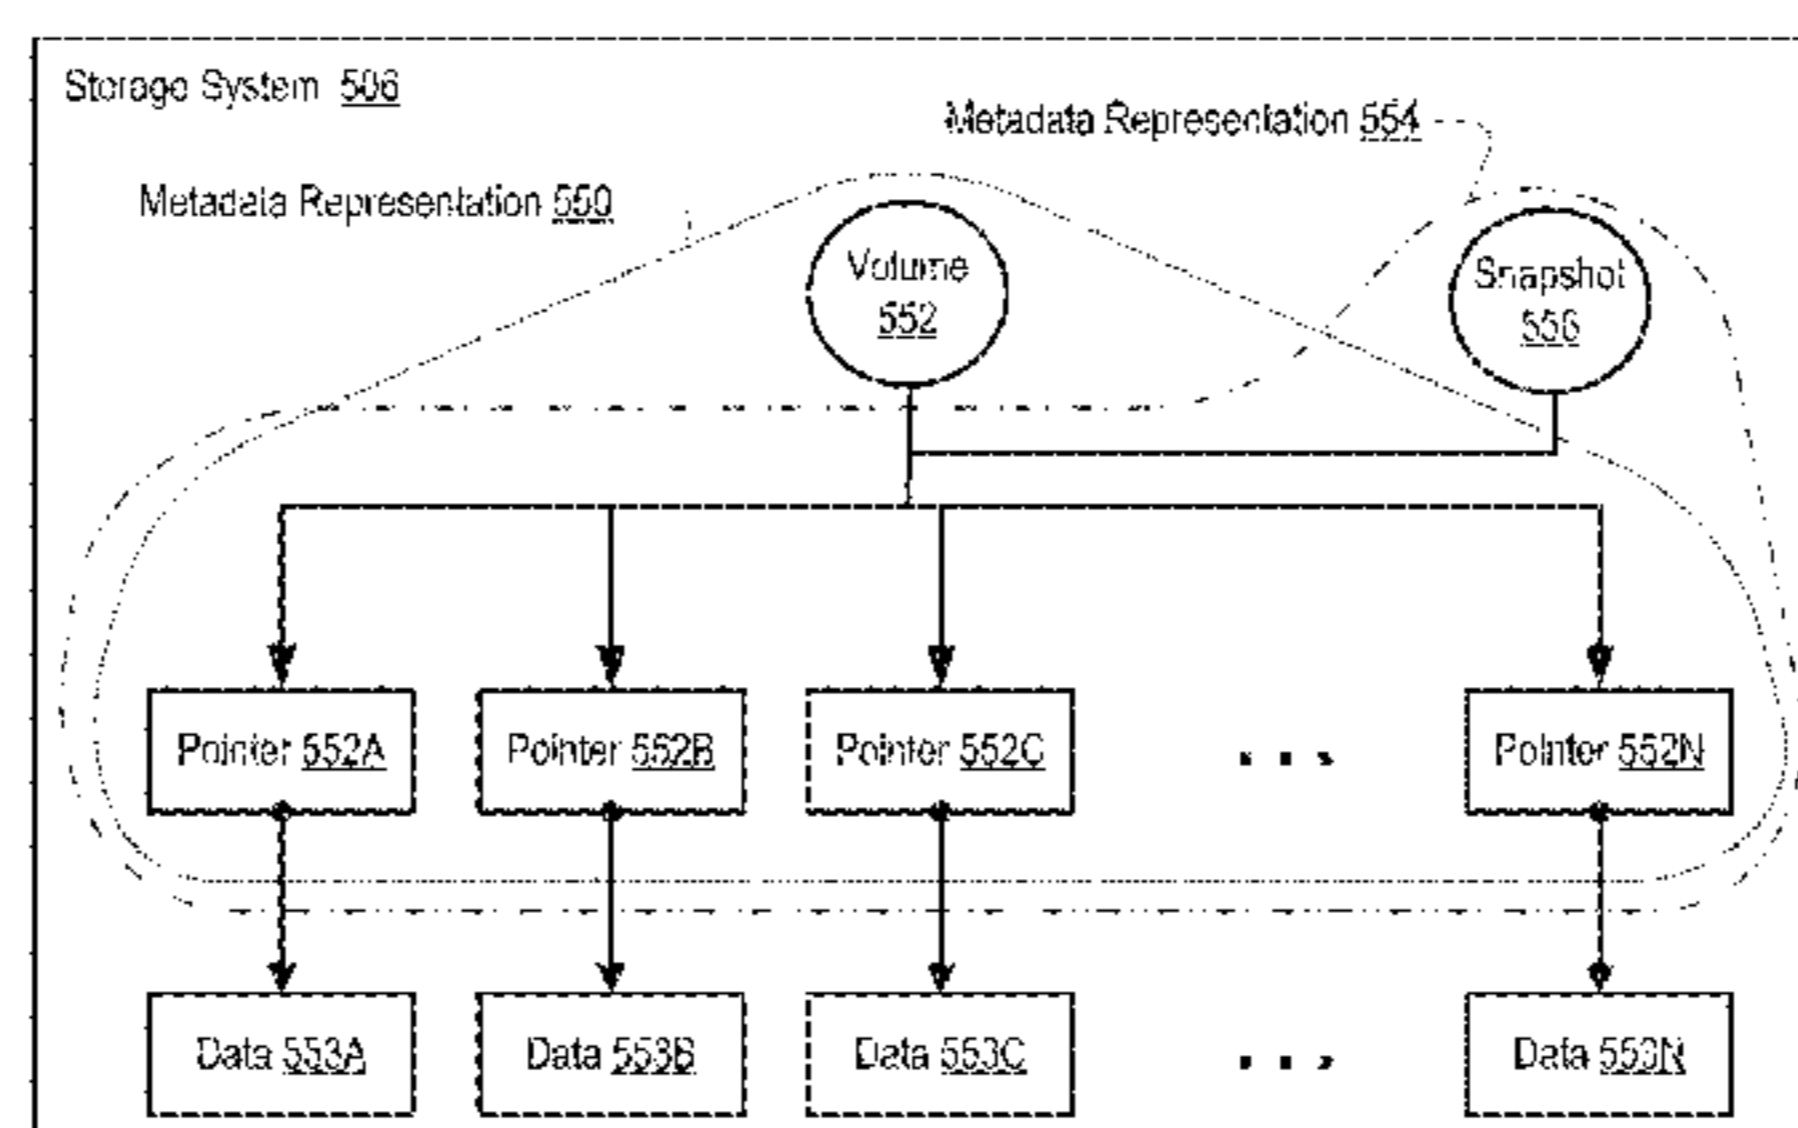 Storage System 506
Metadata Representation 554
Metadata Representation 550
Volume
552
Snapshot
556
Pointer 552A
Pointer 552B
Pointer 552C
. . .
Pointer 552N
Data 553A
Data 553B
Data 553C
. . .
Data 553N